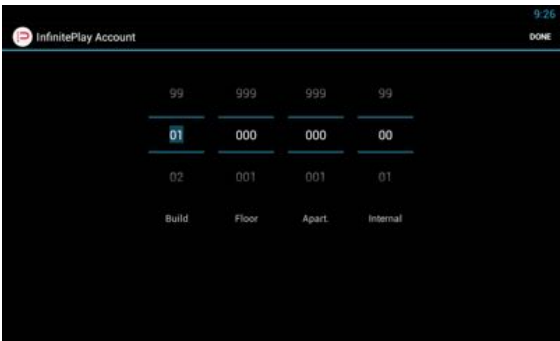 9:26
InfinitePlay Account DONE
99 999 999 99
01 000 000 00
02 001 001 01
Build Floor Apart. Internal